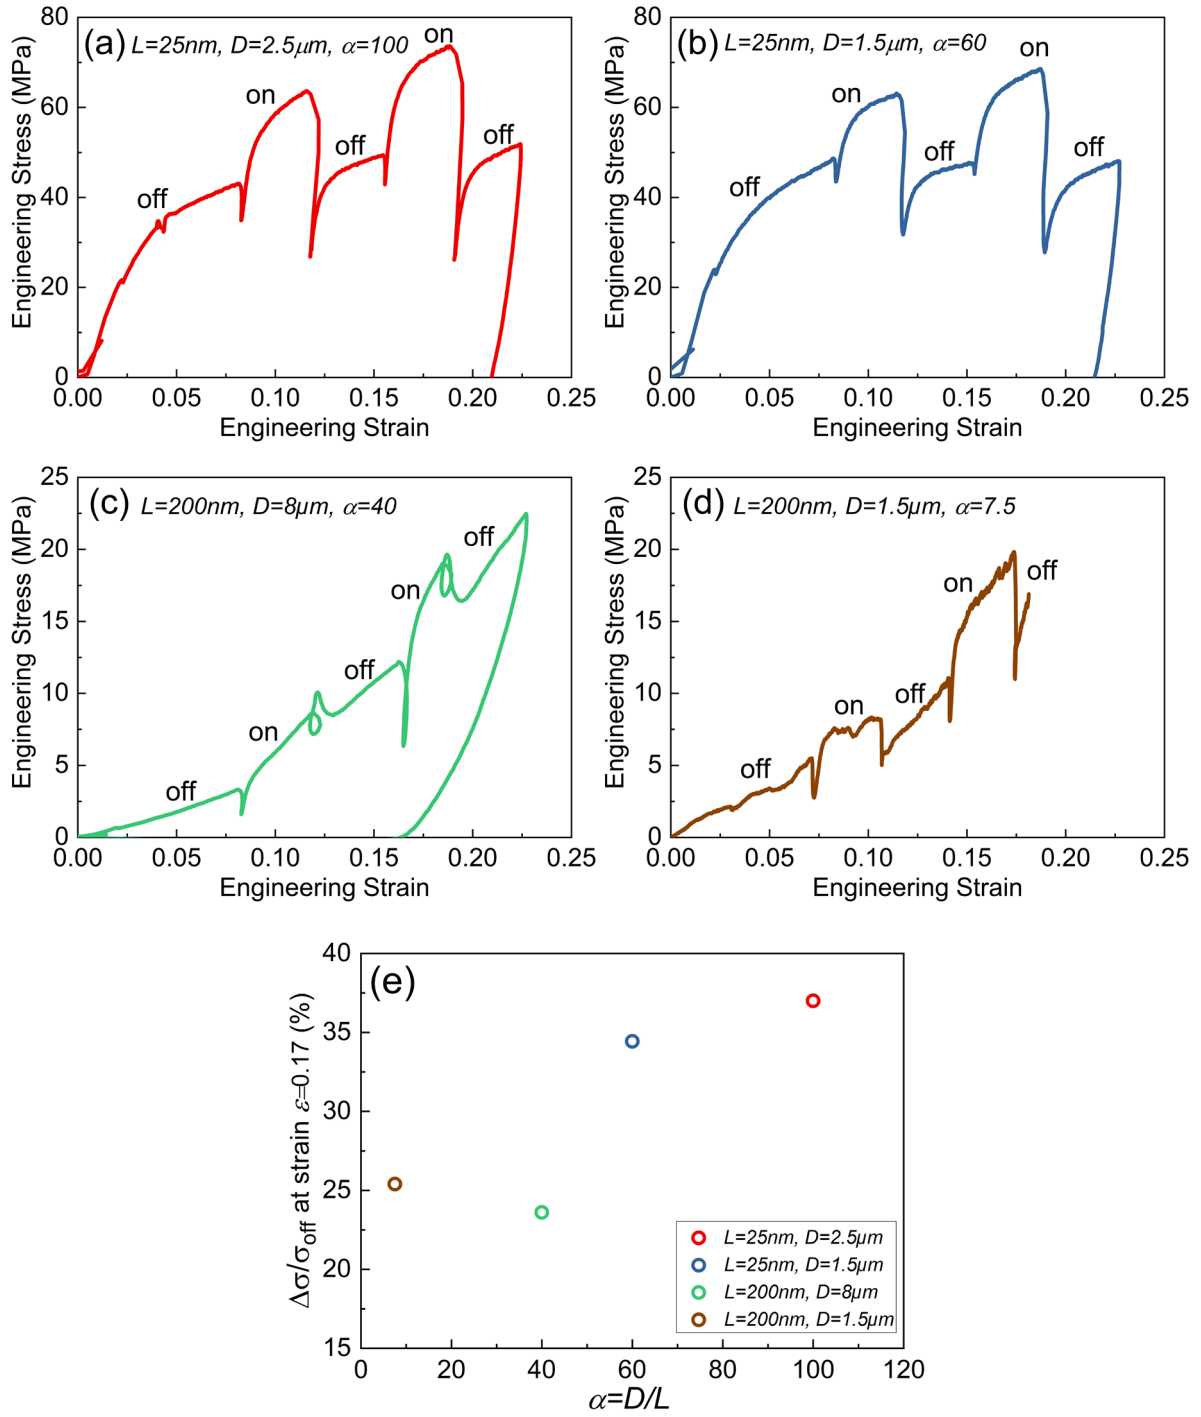 (a) L=25nm, D=2.5μm, α=100
on
on
off
off
off
80
60
40
20
0
0.00 0.05 0.10 0.15 0.20 0.25
Engineering Strain
Engineering Stress (MPa)
(b) L=25nm, D=1.5μm, α=60
on
on
off
off
off
80
60
40
20
0
0.00 0.05 0.10 0.15 0.20 0.25
Engineering Strain
Engineering Stress (MPa)
(c) L=200nm, D=8μm, α=40
off
on
off
on
off
25
20
15
10
5
0
0.00 0.05 0.10 0.15 0.20 0.25
Engineering Strain
Engineering Stress (MPa)
(d) L=200nm, D=1.5μm, α=7.5
on
off
off
on
off
25
20
15
10
5
0
0.00 0.05 0.10 0.15 0.20 0.25
Engineering Strain
Engineering Stress (MPa)
(e)
40
35
30
25
20
15
0 20 40 60 80 100 120
α=D/L
Δσ/σoff at strain ε=0.17 (%)
L=25nm, D=2.5μm
L=25nm, D=1.5μm
L=200nm, D=8μm
L=200nm, D=1.5μm